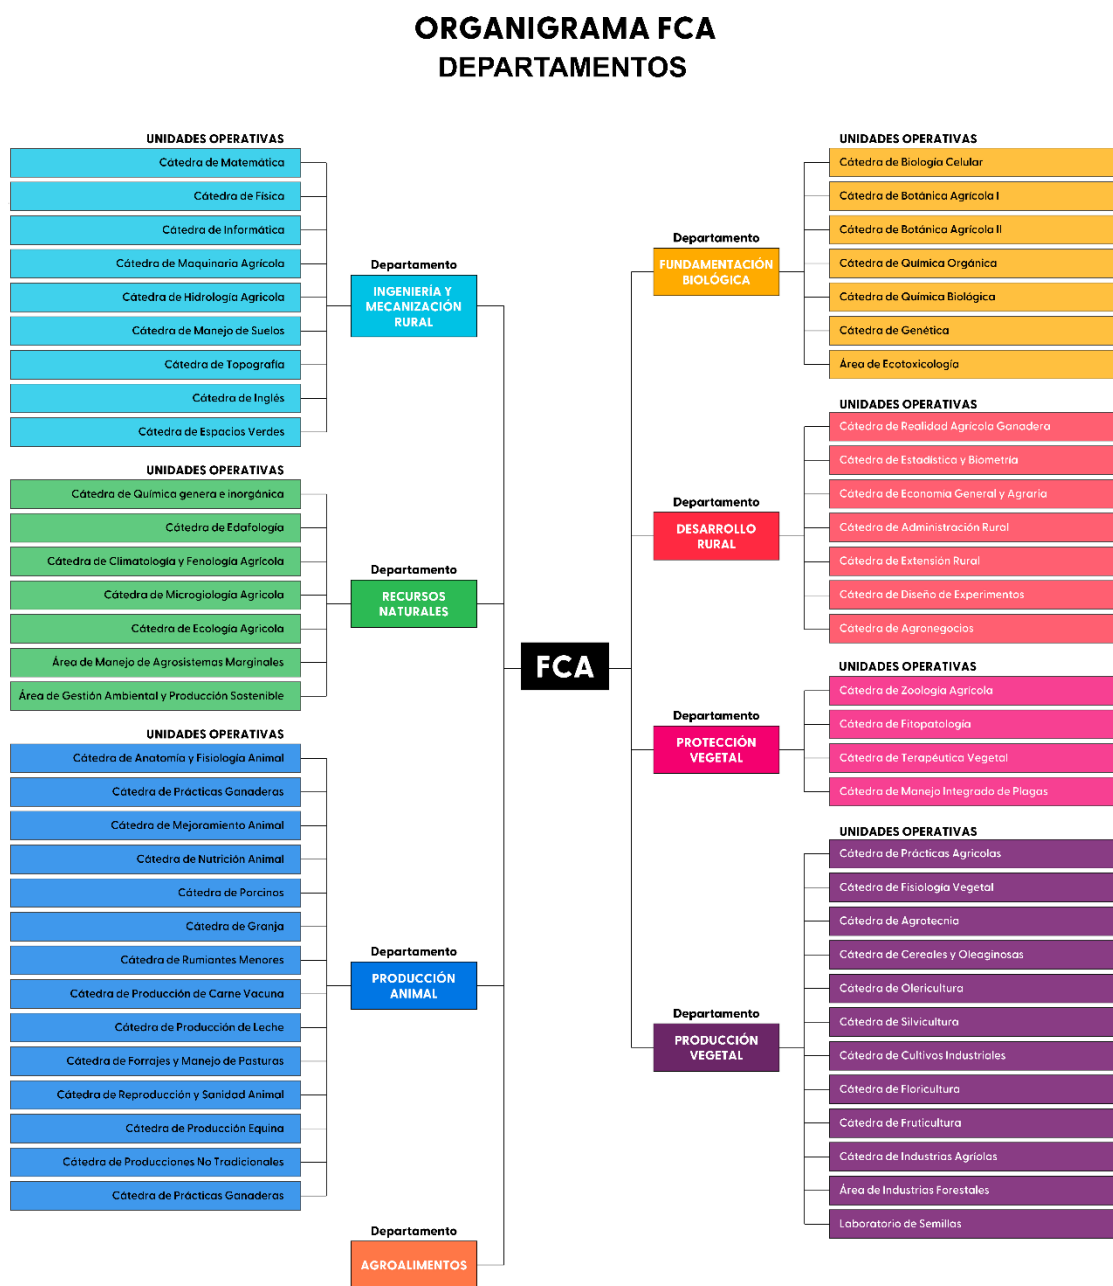 ORGANIGRAMA FCA
DEPARTAMENTOS
UNIDADES OPERATIVAS
Cátedra de Matemática
Cátedra de Física
Cátedra de Informática
Cátedra de Maquinaria Agrícola
Cátedra de Hidrología Agricola
Cátedra de Manejo de Suelos
Cátedra de Topografía
Cátedra de Inglés
Cátedra de Espacios Verdes
Departamento
INGENIERÍA Y
MECANIZACIÓN
RURAL
UNIDADES OPERATIVAS
Cátedra de Química genera e inorgánica
Cátedra de Edafología
Cátedra de Climatología y Fenología Agrícola
Cátedra de Microgiología Agricola
Cátedra de Ecología Agricola
Área de Manejo de Agrosistemas Marginales
Área de Gestión Ambiental y Producción Sostenible
Departamento
RECURSOS
NATURALES
UNIDADES OPERATIVAS
Cátedra de Anatomía y Fisiología Animal
Cátedra de Prácticas Ganaderas
Cátedra de Mejoramiento Animal
Cátedra de Nutrición Animal
Cátedra de Porcinos
Cátedra de Granja
Cátedra de Rumiantes Menores
Cátedra de Producción de Carne Vacuna
Cátedra de Producción de Leche
Cátedra de Forrajes y Manejo de Pasturas
Cátedra de Reproducción y Sanidad Animal
Cátedra de Producción Equina
Cátedra de Producciones No Tradicionales
Cátedra de Prácticas Ganaderas
Departamento
PRODUCCIÓN
ANIMAL
Departamento
AGROALIMENTOS
FCA
Departamento
FUNDAMENTACIÓN
BIOLÓGICA
UNIDADES OPERATIVAS
Cátedra de Biología Celular
Cátedra de Botánica Agrícola I
Cátedra de Botánica Agrícola II
Cátedra de Química Orgánica
Cátedra de Química Biológica
Cátedra de Genética
Área de Ecotoxicología
Departamento
DESARROLLO
RURAL
UNIDADES OPERATIVAS
Cátedra de Realidad Agrícola Ganadera
Cátedra de Estadística y Biometría
Cátedra de Economia General y Agraria
Cátedra de Administración Rural
Cátedra de Extensión Rural
Cátedra de Diseño de Experimentos
Cátedra de Agronegocios
Departamento
PROTECCIÓN
VEGETAL
UNIDADES OPERATIVAS
Cátedra de Zoología Agrícola
Cátedra de Fitopatología
Cátedra de Terapéutica Vegetal
Cátedra de Manejo Integrado de Plagas
Departamento
PRODUCCIÓN
VEGETAL
UNIDADES OPERATIVAS
Cátedra de Prácticas Agricolas
Cátedra de Fisiología Vegetal
Cátedra de Agrotecnia
Cátedra de Cereales y Oleaginosas
Cátedra de Olericultura
Cátedra de Silvicultura
Cátedra de Cultivos Industriales
Cátedra de Floricultura
Cátedra de Fruticultura
Cátedra de Industrias Agríolas
Área de Industrias Forestales
Laboratorio de Semillas